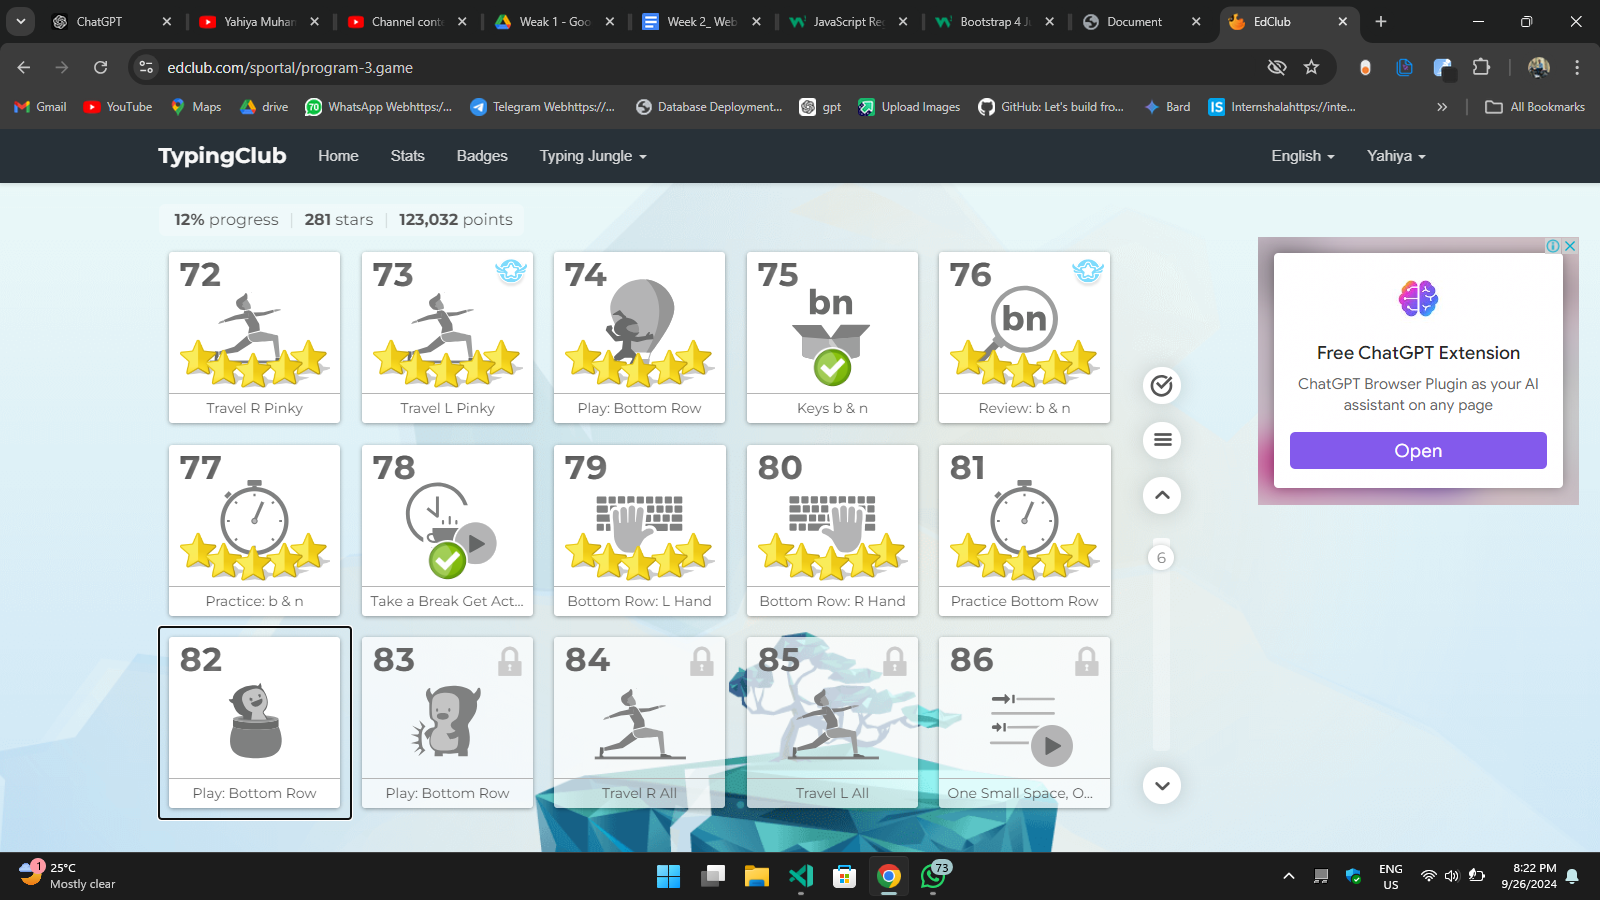 ChatGPT
Yahiya Muhar
Channel cont
Weak 1 - Goo
Week 2_ Web
JavaScript Re
Bootstrap 4 Ju
Document
EdClub
edclub.com/sportal/program-3.game
Gmail
YouTube
Maps
drive
70
WhatsApp Webhttps:/...
Telegram Webhttps://...
Database Deployment...
gpt
Upload Images
GitHub: Let's build fro...
Bard
IS
Internshalahttps://inte...
All Bookmarks
TypingClub
Home
Stats
Badges
Typing Jungle
English
Yahiya
12% progress
281 stars
123,032 points
72
Travel R Pinky
73
Travel L Pinky
74
Play: Bottom Row
75
bn
Keys b & n
76
bn
Review: b & n
77
Practice: b & n
78
Take a Break Get Act...
79
Bottom Row: L Hand
80
Bottom Row: R Hand
81
Practice Bottom Row
82
Play: Bottom Row
83
Play: Bottom Row
84
Travel R All
85
Travel L All
86
One Small Space, O...
6
Free ChatGPT Extension
ChatGPT Browser Plugin as your AI
assistant on any page
Open
1
25°C
Mostly clear
73
ENG
US
8:22 PM
9/26/2024